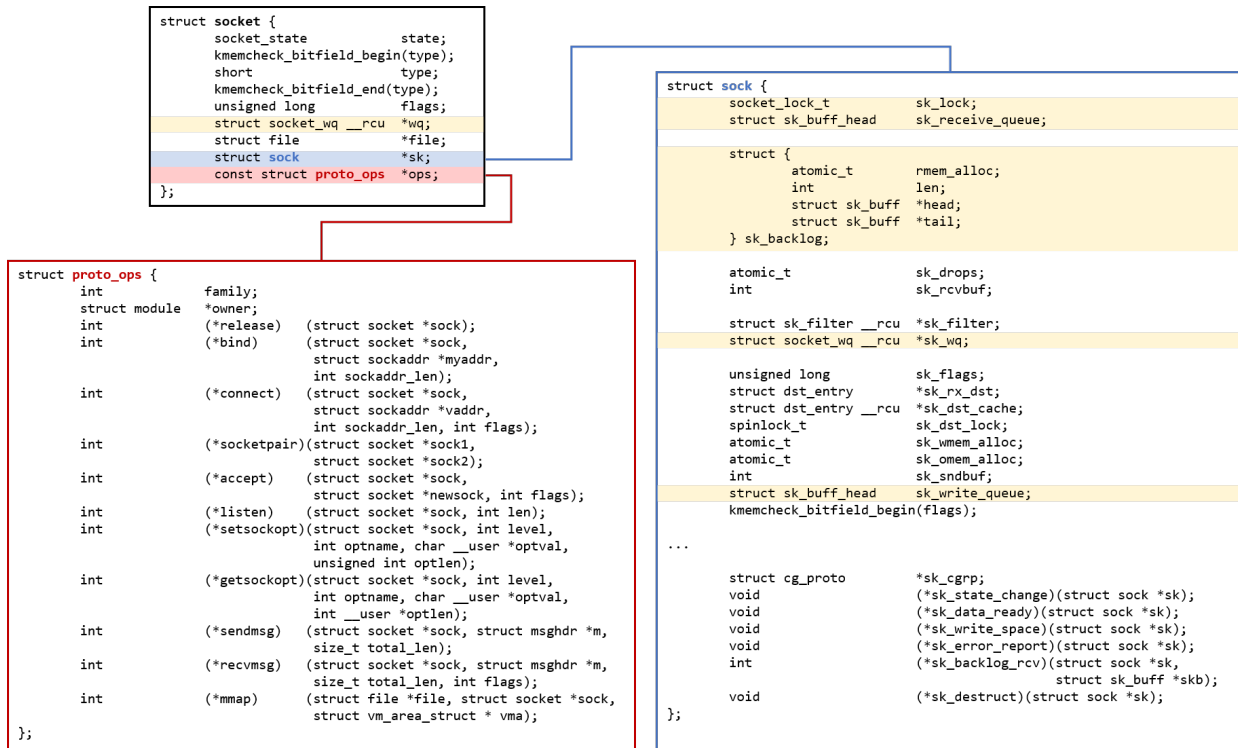 struct socket {
socket_state state;
kmemcheck_bitfield_begin(type);
short type;
kmemcheck_bitfield_end(type);
unsigned long flags;
struct socket_wq __rcu *wq;
struct file *file;
struct sock *sk;
const struct proto_ops *ops;
};
struct proto_ops {
int family;
struct module *owner;
int (*release) (struct socket *sock);
int (*bind) (struct socket *sock,
struct sockaddr *myaddr,
int sockaddr_len);
int (*connect) (struct socket *sock,
struct sockaddr *vaddr,
int sockaddr_len, int flags);
int (*socketpair)(struct socket *sock1,
struct socket *sock2);
int (*accept) (struct socket *sock,
struct socket *newsock, int flags);
int (*listen) (struct socket *sock, int len);
int (*setsockopt)(struct socket *sock, int level,
int optname, char __user *optval,
unsigned int optlen);
int (*getsockopt)(struct socket *sock, int level,
int optname, char __user *optval,
int __user *optlen);
int (*sendmsg) (struct socket *sock, struct msghdr *m,
size_t total_len);
int (*recvmsg) (struct socket *sock, struct msghdr *m,
size_t total_len, int flags);
int (*mmap) (struct file *file, struct socket *sock,
struct vm_area_struct * vma);
};
struct sock {
socket_lock_t sk_lock;
struct sk_buff_head sk_receive_queue;
struct {
atomic_t rmem_alloc;
int len;
struct sk_buff *head;
struct sk_buff *tail;
} sk_backlog;
atomic_t sk_drops;
int sk_rcvbuf;
struct sk_filter __rcu *sk_filter;
struct socket_wq __rcu *sk_wq;
unsigned long sk_flags;
struct dst_entry *sk_rx_dst;
struct dst_entry __rcu *sk_dst_cache;
spinlock_t sk_dst_lock;
atomic_t sk_wmem_alloc;
atomic_t sk_omem_alloc;
int sk_sndbuf;
struct sk_buff_head sk_write_queue;
kmemcheck_bitfield_begin(flags);
...
struct cg_proto *sk_cgrp;
void (*sk_state_change)(struct sock *sk);
void (*sk_data_ready)(struct sock *sk);
void (*sk_write_space)(struct sock *sk);
void (*sk_error_report)(struct sock *sk);
int (*sk_backlog_rcv)(struct sock *sk,
struct sk_buff *skb);
void (*sk_destruct)(struct sock *sk);
};